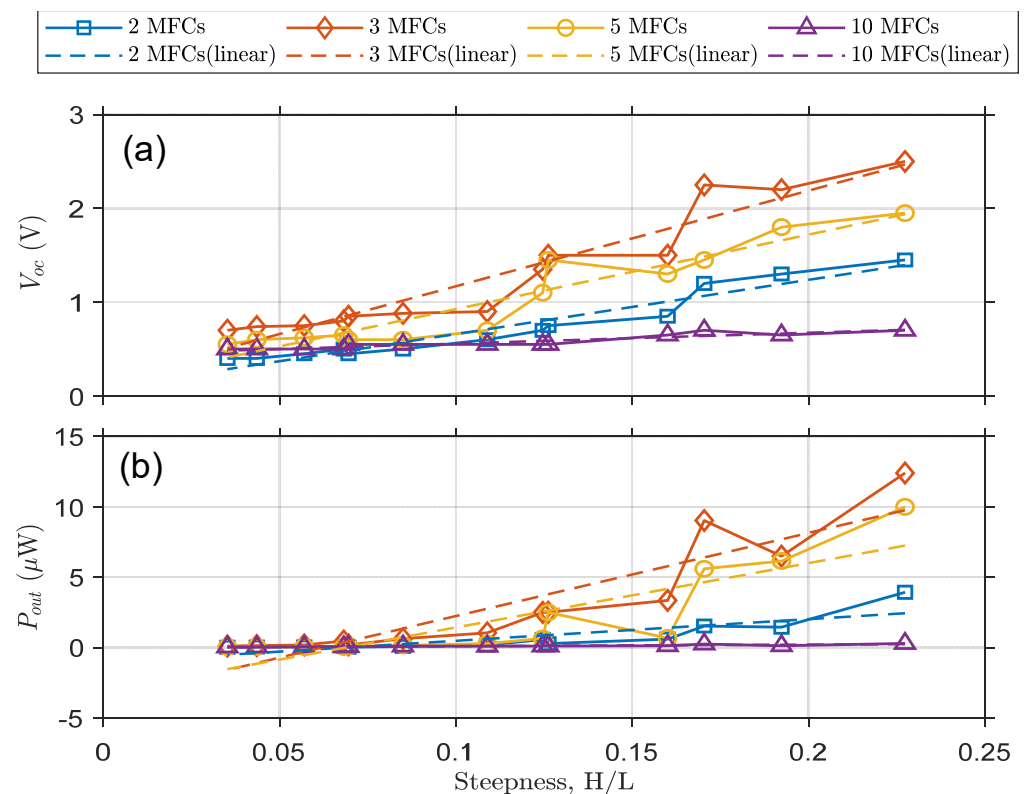 2 MFCs 3 MFCs 5 MFCs 10 MFCs
2 MFCs(linear) 3 MFCs(linear) 5 MFCs(linear) 10 MFCs(linear)
3
(a)
2
V_oc (V)
1
0
15
(b)
10
P_out (μW)
5
0
-5
0 0.05 0.1 0.15 0.2 0.25
Steepness, H/L